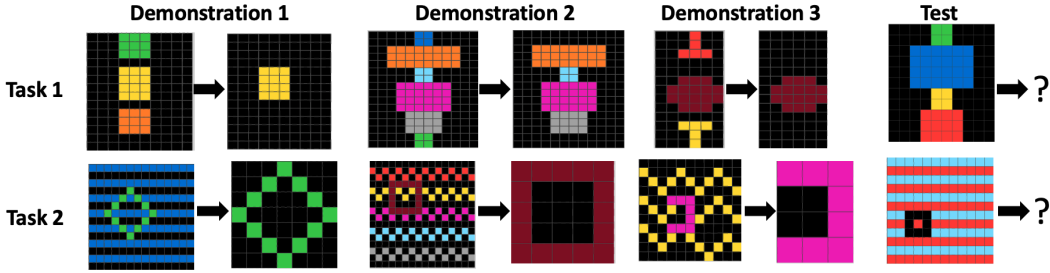 Demonstration 1 Demonstration 2 Demonstration 3 Test
Task 1 ?
Task 2 ?